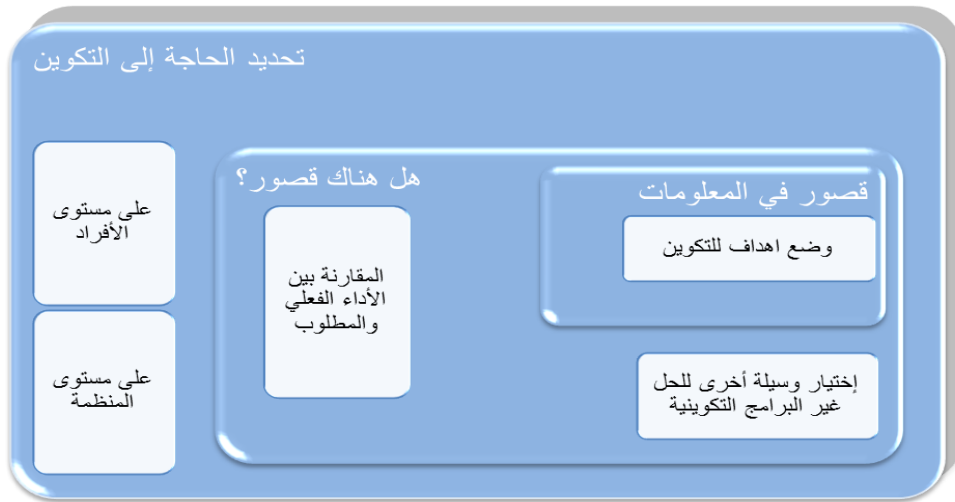 تحديد الحاجة إلى التكوين
على مستوى
الأفراد
على مستوى
المنظمة
هل هناك قصور؟
المقارنة بين
الأداء الفعلي
والمطلوب
قصور في المعلومات
وضع اهداف للتكوين
إختيار وسيلة أخرى للحل
غير البرامج التكوينية